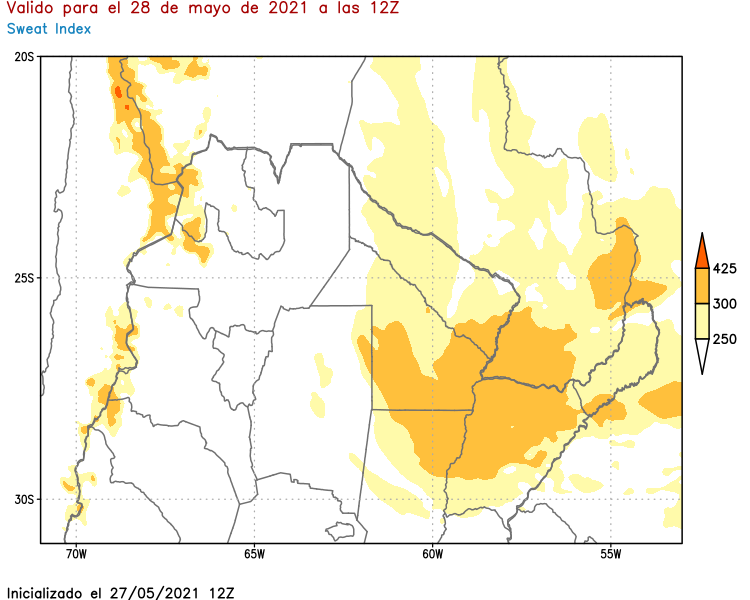 Valido para el 28 de mayo de 2021 a las 12Z
Sweat Index
20S
25S
30S
70W
65W
60W
55W
425
300
250
Inicializado el 27/05/2021 12Z